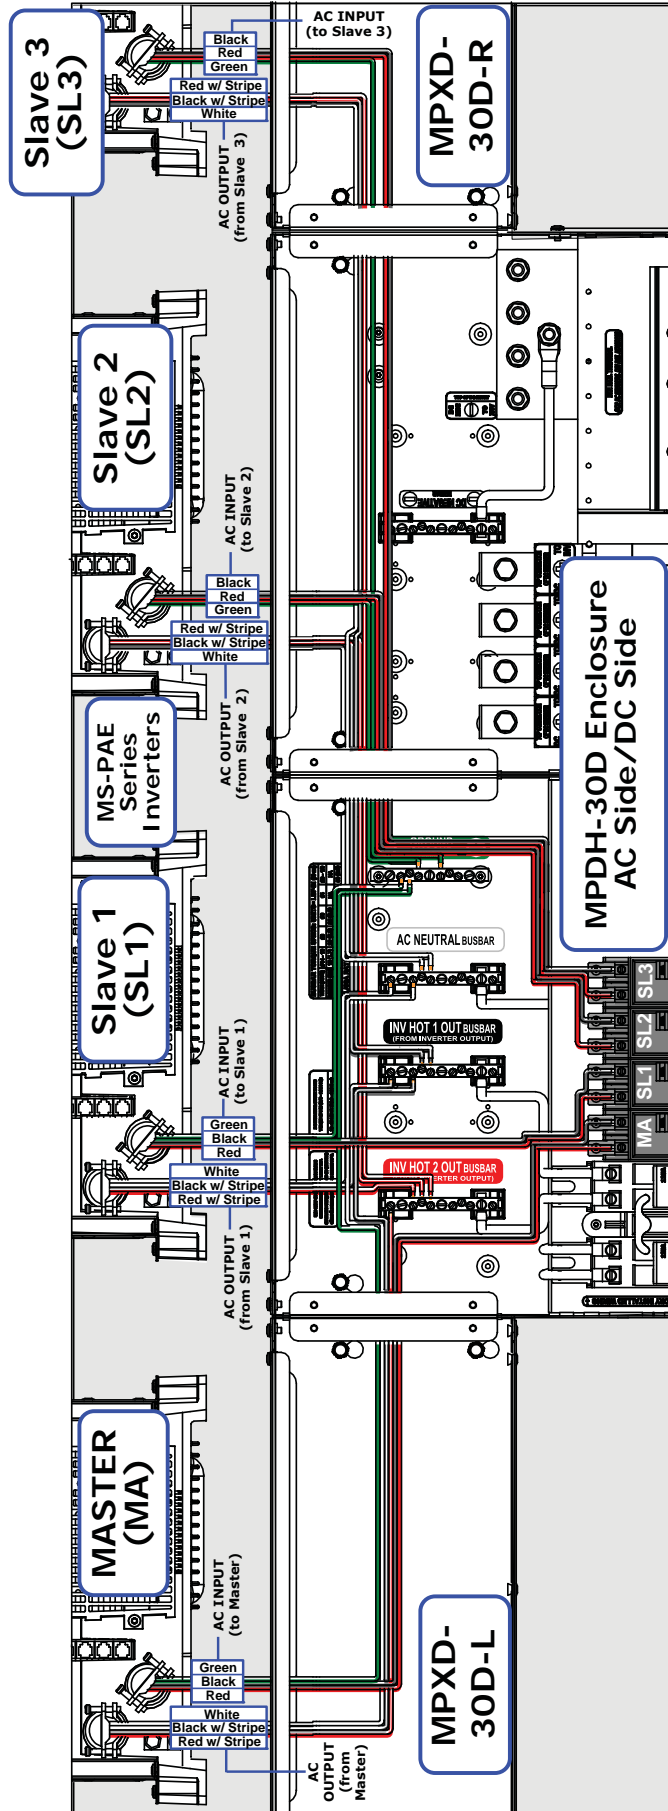 AC INPUT
(to Slave 3)
Black
Red
Green
Red w/ Stripe
Black w/ Stripe
White
AC OUTPUT
(from Slave 3)
Slave 3
(SL3)
MPXD-
30D-R
Slave 2
(SL2)
AC INPUT
(to Slave 2)
Black
Red
Green
Red w/ Stripe
Black w/ Stripe
White
AC OUTPUT
(from Slave 2)
DC NEGATIVE
MS-PAE
Series
Inverters
MPDH-30D Enclosure
AC Side/DC Side
Slave 1
(SL1)
AC NEUTRAL BUSBAR
INV HOT 1 OUT BUSBAR
(FROM INVERTER OUTPUT)
INV HOT 2 OUT BUSBAR
ERTER OUTPUT)
SL3
SL2
SL1
MA
AC INPUT
(to Slave 1)
Green
Black
Red
White
Black w/ Stripe
Red w/ Stripe
AC OUTPUT
(from Slave 1)
MASTER
(MA)
AC INPUT
(to Master)
Green
Black
Red
White
Black w/ Stripe
Red w/ Stripe
AC
OUTPUT
(from
Master)
MPXD-
30D-L